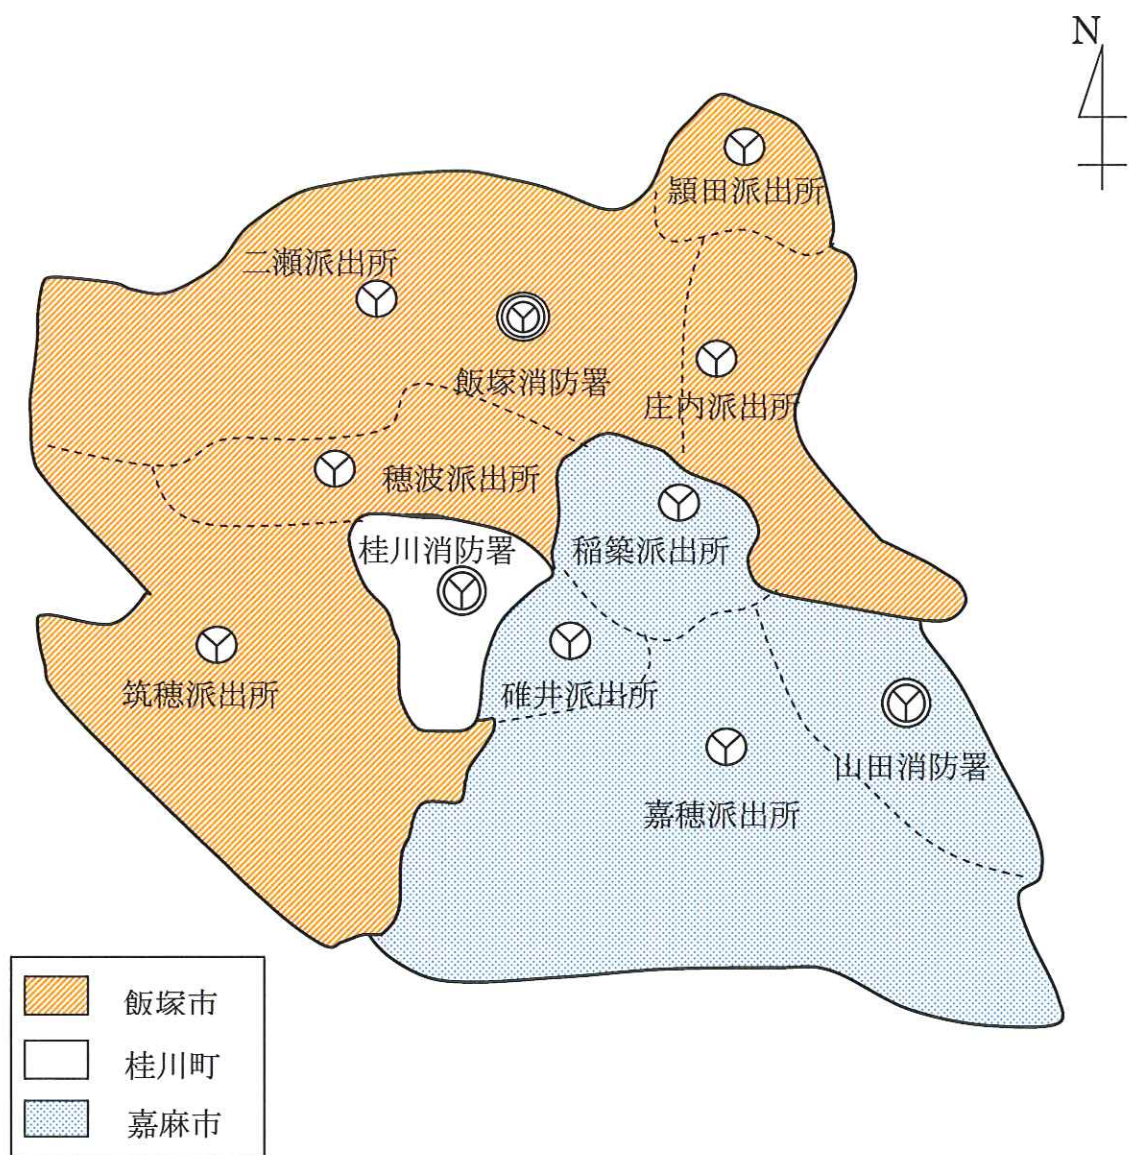 N
頴田派出所
二瀬派出所
飯塚消防署
庄内派出所
穂波派出所
桂川消防署
稲築派出所
筑穂派出所
碓井派出所
山田消防署
嘉穂派出所
飯塚市
桂川町
嘉麻市